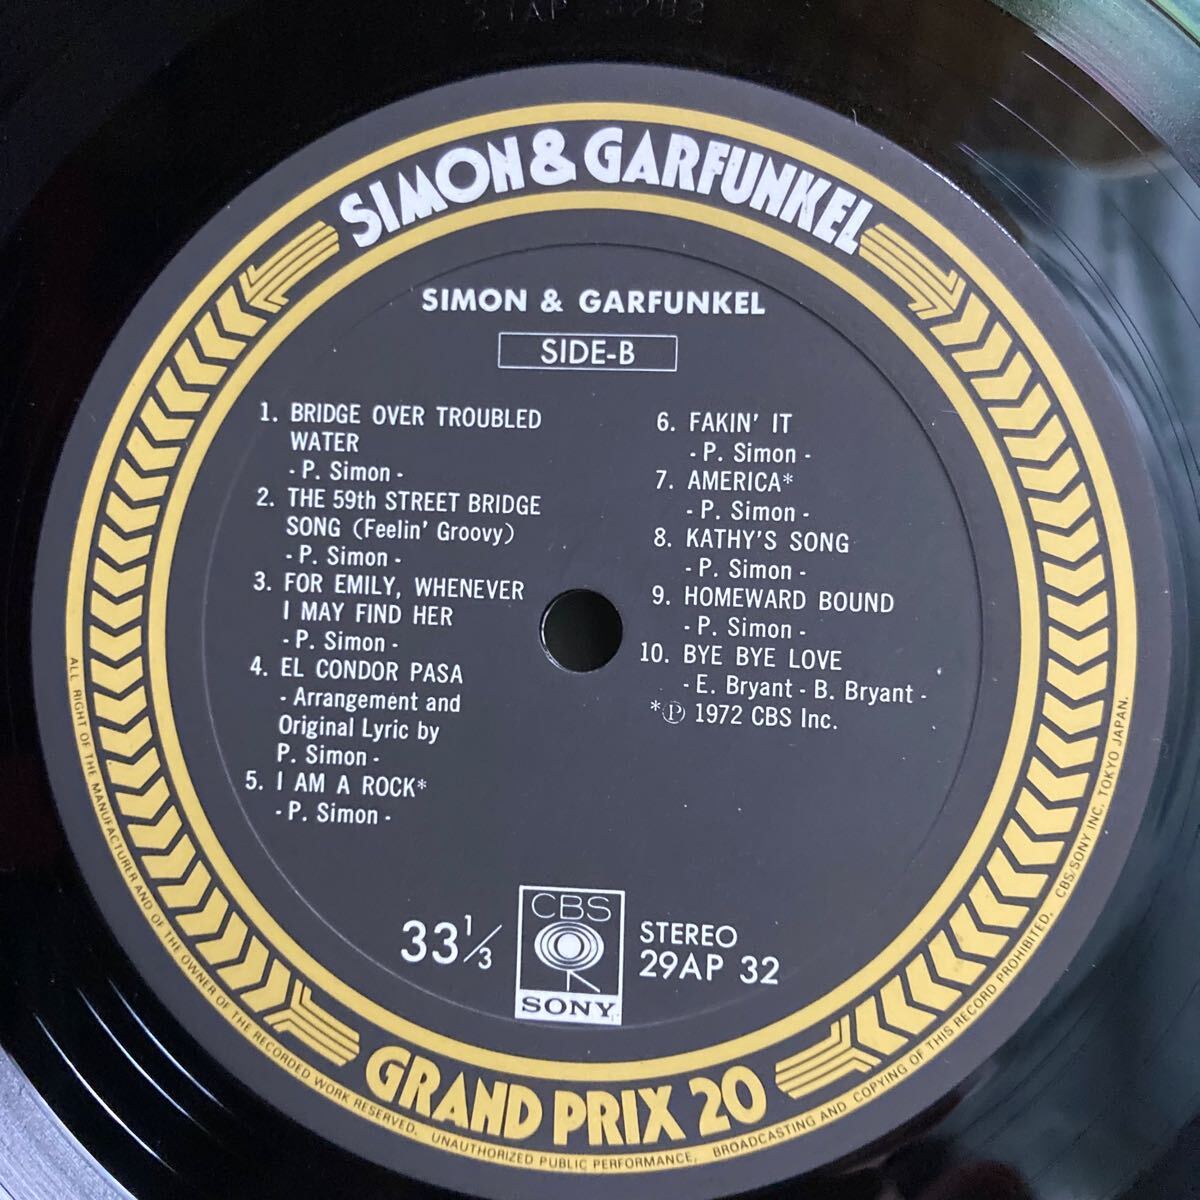 SIMON & GARFUNKEL
SIMON & GARFUNKEL
SIDE-B
1. BRIDGE OVER TROUBLED
WATER
- P. Simon -
2. THE 59th STREET BRIDGE
SONG (Feelin' Groovy)
- P. Simon -
3. FOR EMILY, WHENEVER
I MAY FIND HER
- P. Simon -
4. EL CONDOR PASA
- Arrangement and
Original Lyric by
P. Simon -
5. I AM A ROCK*
- P. Simon -
6. FAKIN' IT
- P. Simon -
7. AMERICA*
- P. Simon -
8. KATHY'S SONG
- P. Simon -
9. HOMEWARD BOUND
- P. Simon -
10. BYE BYE LOVE
- E. Bryant - B. Bryant -
*℗ 1972 CBS Inc.
33 1/3
CBS
SONY
STEREO
29AP 32
GRAND PRIX 20
ALL RIGHT OF THE MANUFACTURER AND OF THE OWNER OF THE RECORDED WORK RESERVED. UNAUTHORIZED PUBLIC PERFORMANCE, BROADCASTING AND COPYING OF THIS RECORD PROHIBITED. CBS/SONY INC. TOKYO JAPAN.